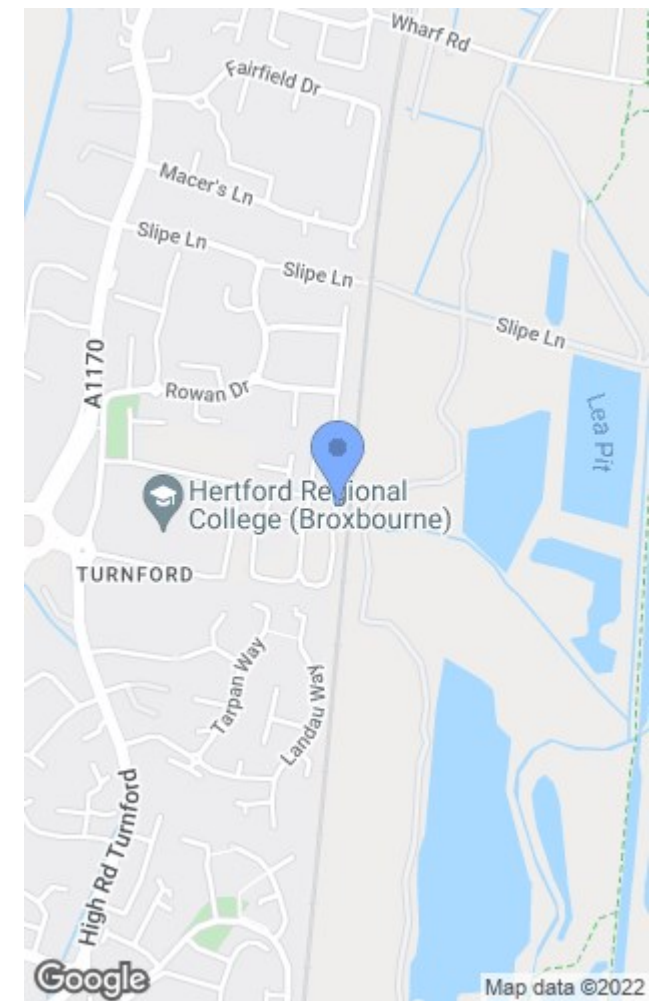 Wharf Rd
Fairfield Dr
Macer's Ln
Slipe Ln
Slipe Ln
Slipe Ln
A1170
Rowan Dr
Lea Pit
Hertford Regional
College (Broxbourne)
TURNFORD
Tarpan Way
Landau Way
High Rd Turnford
Google
Map data ©2022